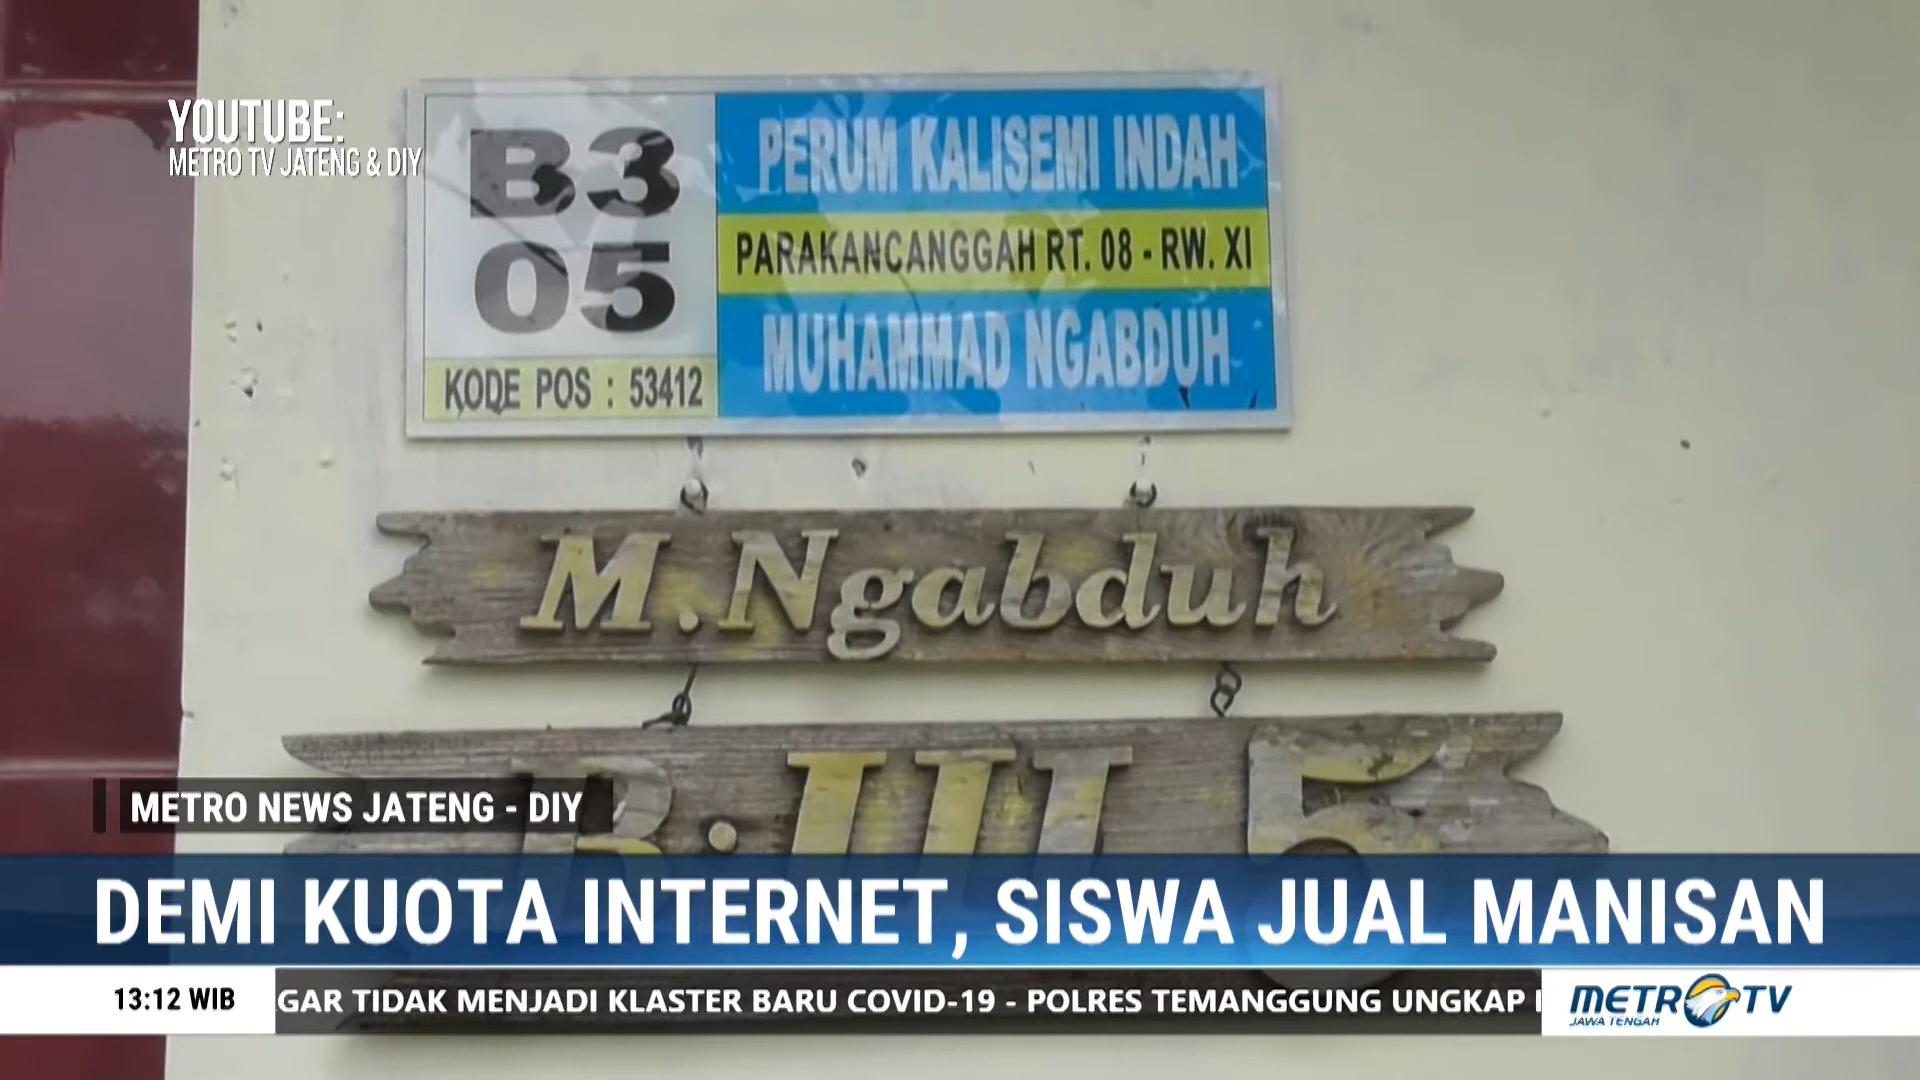 YOUTUBE:
METRO TV JATENG & DIY
B3
05
KODE POS : 53412
PERUM KALISEMI INDAH
PARAKANCANGGAH RT. 08 - RW. XI
MUHAMMAD NGABDUH
M.Ngabduh
B.III 5
METRO NEWS JATENG - DIY
DEMI KUOTA INTERNET, SISWA JUAL MANISAN
13:12 WIB
GAR TIDAK MENJADI KLASTER BARU COVID-19 - POLRES TEMANGGUNG UNGKAP
METRO TV
JAWA TENGAH